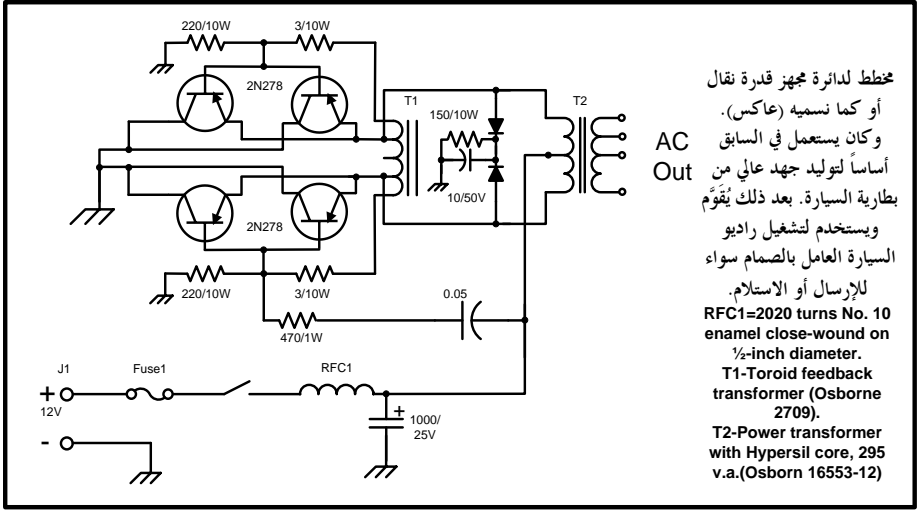 220/10W
3/10W
2N278
T1
150/10W
10/50V
T2
AC
Out
2N278
220/10W
3/10W
470/1W
0.05
J1
Fuse1
RFC1
+
12V
-
+
1000/
25V
مخطط لدائرة مجهز قدرة نقال
أو كما نسميه (عاكس).
وكان يستعمل في السابق
أساساً لتوليد جهد عالي من
بطارية السيارة. بعد ذلك يُقَوَّم
ويستخدم لتشغيل راديو
السيارة العامل بالصمام سواء
للإرسال أو الاستلام.
RFC1=2020 turns No. 10
enamel close-wound on
½-inch diameter.
T1-Toroid feedback
transformer (Osborne
2709).
T2-Power transformer
with Hypersil core, 295
v.a.(Osborn 16553-12)